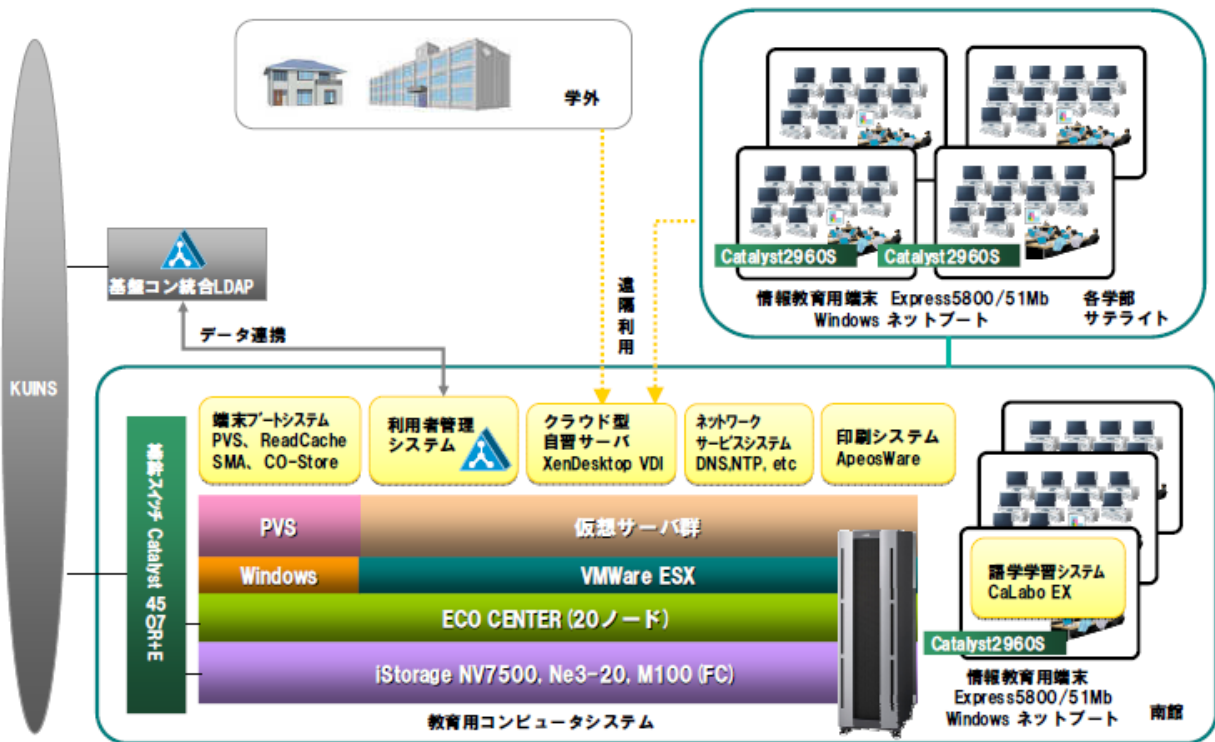 学外
Catalyst2960S
Catalyst2960S
情報教育用端末 Express5800/51Mb
Windows ネットブート
各学部
サテライト
基盤コン統合LDAP
データ連携
遠隔利用
KUINS
端末ブートシステム
PVS、ReadCache
SMA、CO-Store
利用者管理
システム
クラウド型
自習サーバ
XenDesktop VDI
ネットワーク
サービスシステム
DNS,NTP, etc
印刷システム
ApeosWare
基幹スイッチ Catalyst 4507R+E
PVS
仮想サーバ群
Windows
VMWare ESX
ECO CENTER (20ノード)
iStorage NV7500, Ne3-20, M100 (FC)
教育用コンピュータシステム
語学学習システム
CaLabo EX
Catalyst2960S
情報教育用端末
Express5800/51Mb
Windows ネットブート
南館